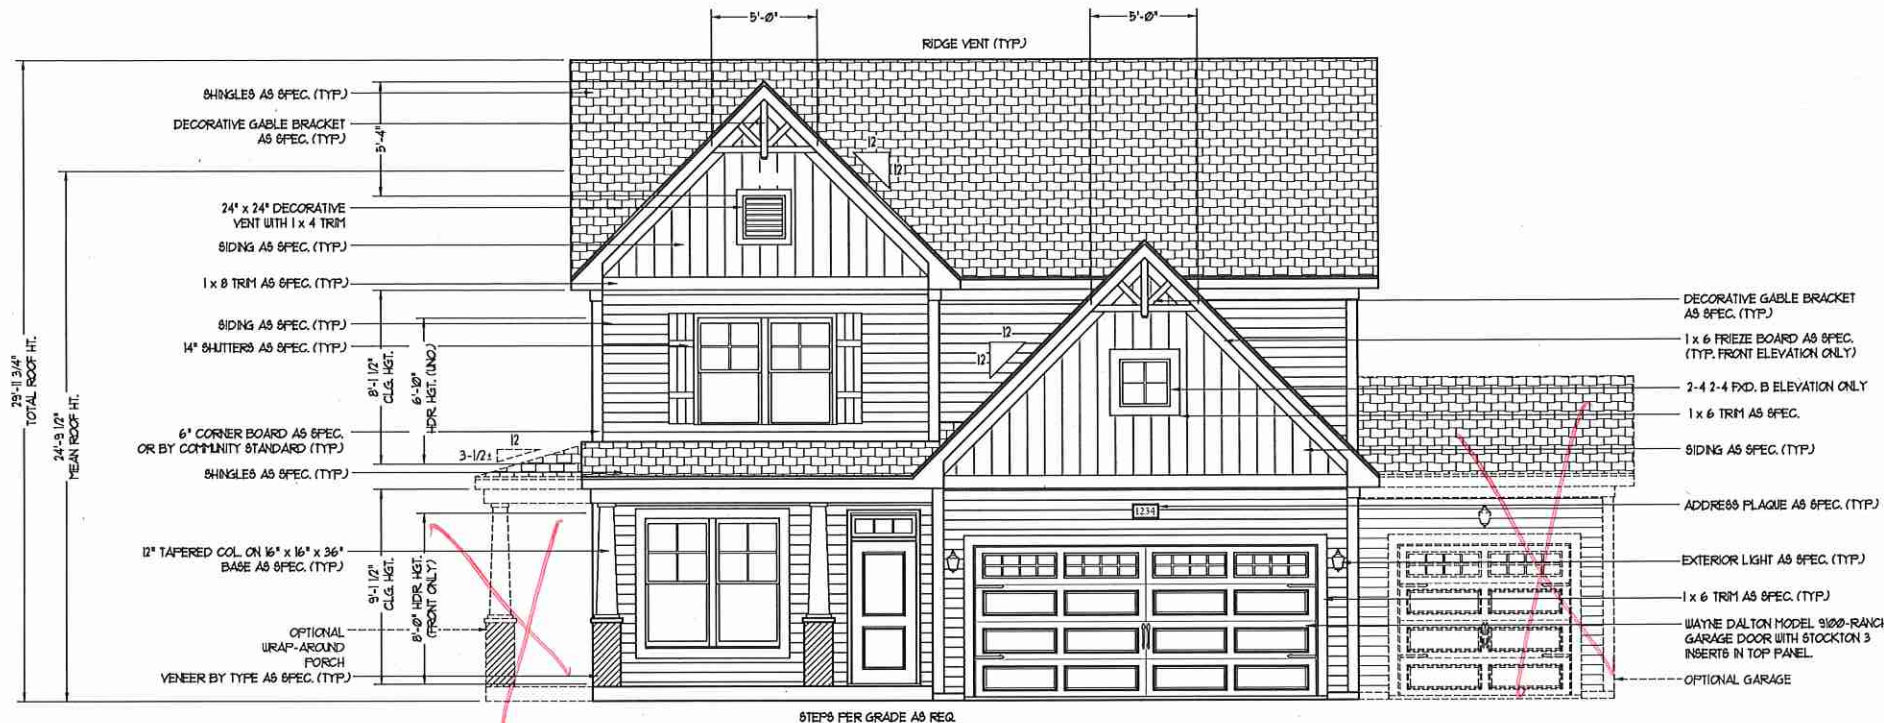 5'-0"
5'-0"
RIDGE VENT (TYP.)
SHINGLES AS SPEC. (TYP.)
DECORATIVE GABLE BRACKET
AS SPEC. (TYP.)
5'-4"
12
12
24" x 24" DECORATIVE
VENT WITH 1 x 4 TRIM
SIDING AS SPEC. (TYP.)
1 x 8 TRIM AS SPEC. (TYP.)
SIDING AS SPEC. (TYP.)
14" SHUTTERS AS SPEC. (TYP.)
8'-1 1/2"
CLG. HGT.
6'-10"
HDR. HGT. (UNO.)
29'-11 3/4"
TOTAL ROOF HT.
24'-9 1/2"
MEAN ROOF HT.
6" CORNER BOARD AS SPEC.
OR BY COMMUNITY STANDARD (TYP.)
12
3-1/2±
SHINGLES AS SPEC. (TYP.)
12
12
12" TAPERED COL. ON 16" x 16" x 36"
BASE AS SPEC. (TYP.)
9'-1 1/2"
CLG. HGT.
8'-0" HDR. HGT.
(FRONT ONLY)
OPTIONAL
WRAP-AROUND
PORCH
VENEER BY TYPE AS SPEC. (TYP.)
1234
DECORATIVE GABLE BRACKET
AS SPEC. (TYP.)
1 x 6 FRIEZE BOARD AS SPEC.
(TYP. FRONT ELEVATION ONLY)
2-4 2-4 FXD. B ELEVATION ONLY
1 x 6 TRIM AS SPEC.
SIDING AS SPEC. (TYP.)
ADDRESS PLAQUE AS SPEC. (TYP.)
EXTERIOR LIGHT AS SPEC. (TYP.)
1 x 6 TRIM AS SPEC. (TYP.)
WAYNE DALTON MODEL 9100-RANCH
GARAGE DOOR WITH STOCKTON 3
INSERTS IN TOP PANEL.
OPTIONAL GARAGE
STEPS PER GRADE AS REQ.